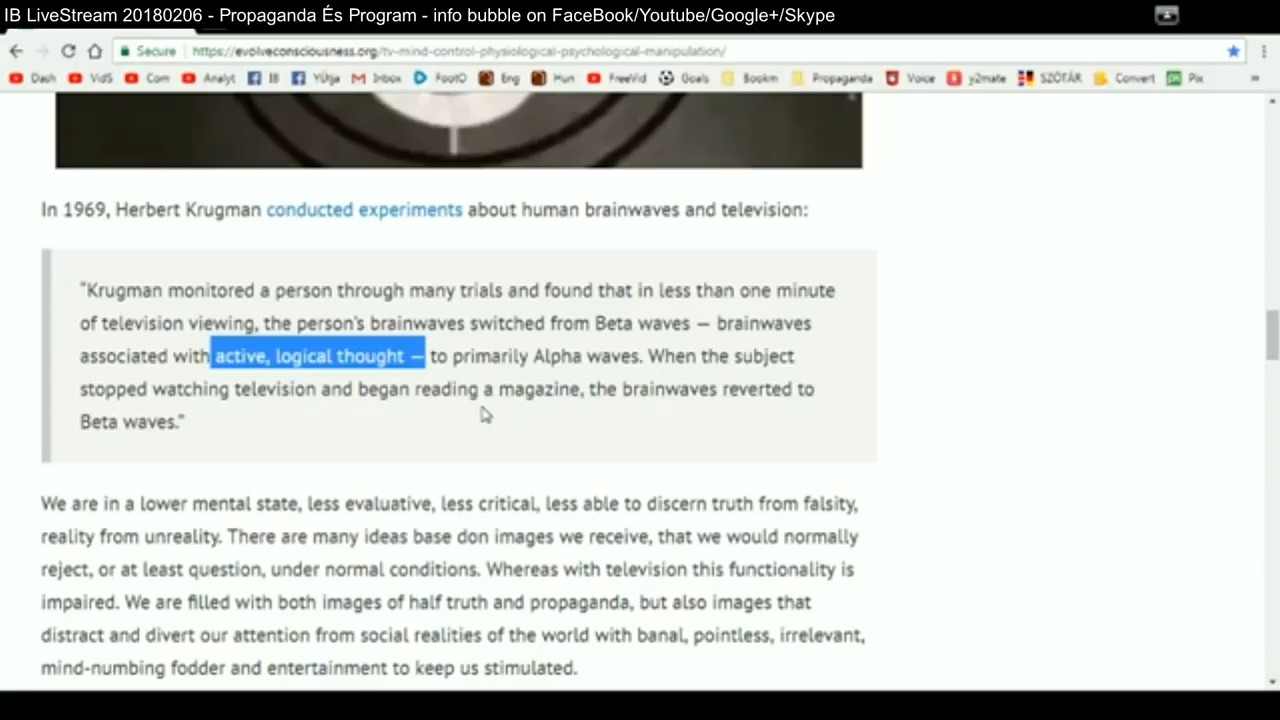 IB LiveStream 20180206 - Propaganda És Program - info bubble on FaceBook/Youtube/Google+/Skype
Secure https://evolveconsciousness.org/tv-mind-control-physiological-psychological-manipulation/
Dash VidS Com Analyt IB YÚjta Inbox FootO Eng Hun FreeVid Goals Bookm Propaganda Voice y2mate SZÓTÁR Convert Pix »
In 1969, Herbert Krugman conducted experiments about human brainwaves and television:
"Krugman monitored a person through many trials and found that in less than one minute
of television viewing, the person's brainwaves switched from Beta waves — brainwaves
associated with active, logical thought — to primarily Alpha waves. When the subject
stopped watching television and began reading a magazine, the brainwaves reverted to
Beta waves."
We are in a lower mental state, less evaluative, less critical, less able to discern truth from falsity,
reality from unreality. There are many ideas base don images we receive, that we would normally
reject, or at least question, under normal conditions. Whereas with television this functionality is
impaired. We are filled with both images of half truth and propaganda, but also images that
distract and divert our attention from social realities of the world with banal, pointless, irrelevant,
mind-numbing fodder and entertainment to keep us stimulated.